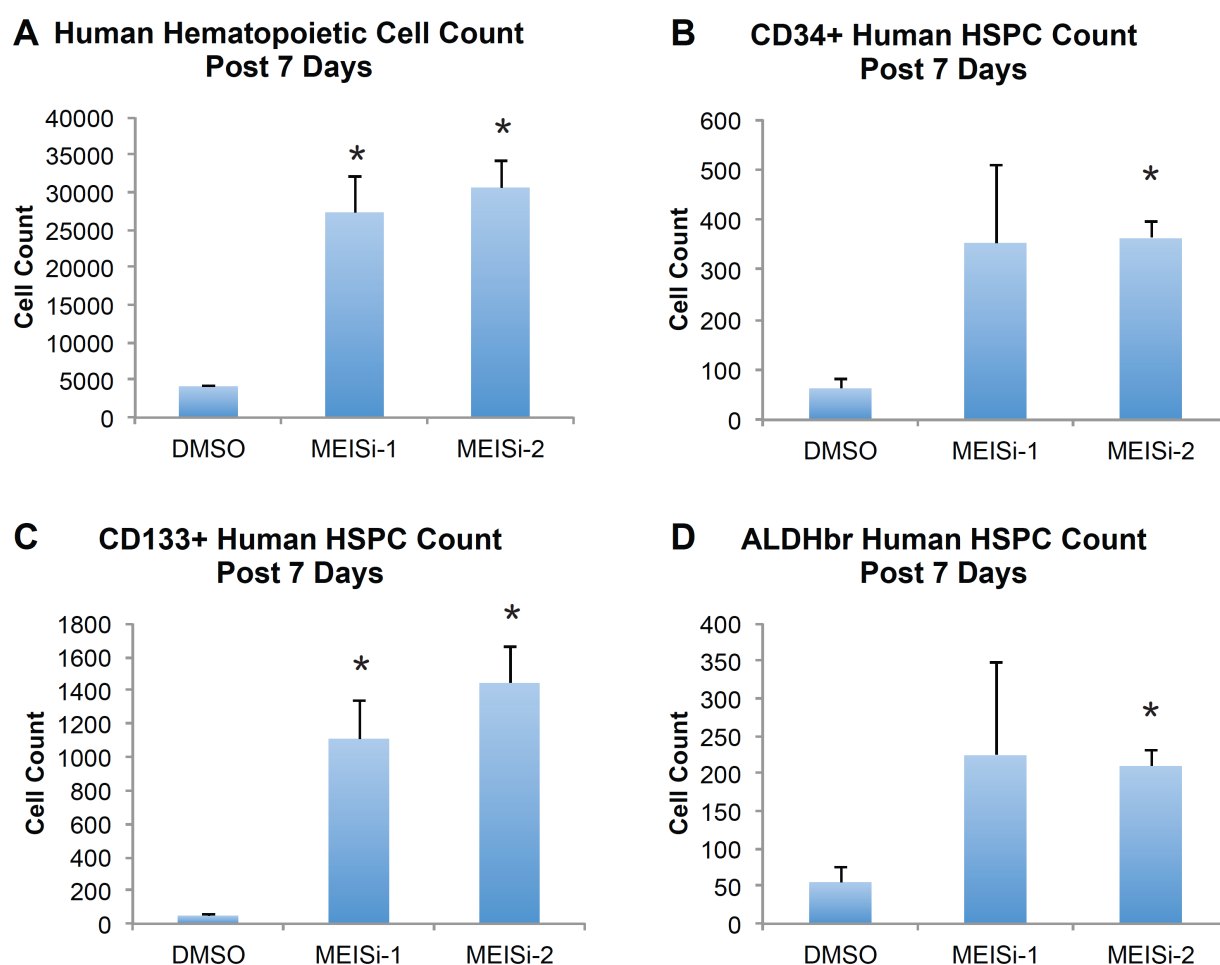 A Human Hematopoietic Cell Count
Post 7 Days
Cell Count
40000
35000
30000
25000
20000
15000
10000
5000
0
*
*
DMSO MEISi-1 MEISi-2
B CD34+ Human HSPC Count
Post 7 Days
Cell Count
600
500
400
300
200
100
0
*
DMSO MEISi-1 MEISi-2
C CD133+ Human HSPC Count
Post 7 Days
Cell Count
1800
1600
1400
1200
1000
800
600
400
200
0
*
*
DMSO MEISi-1 MEISi-2
D ALDHbr Human HSPC Count
Post 7 Days
Cell Count
400
350
300
250
200
150
100
50
0
*
DMSO MEISi-1 MEISi-2